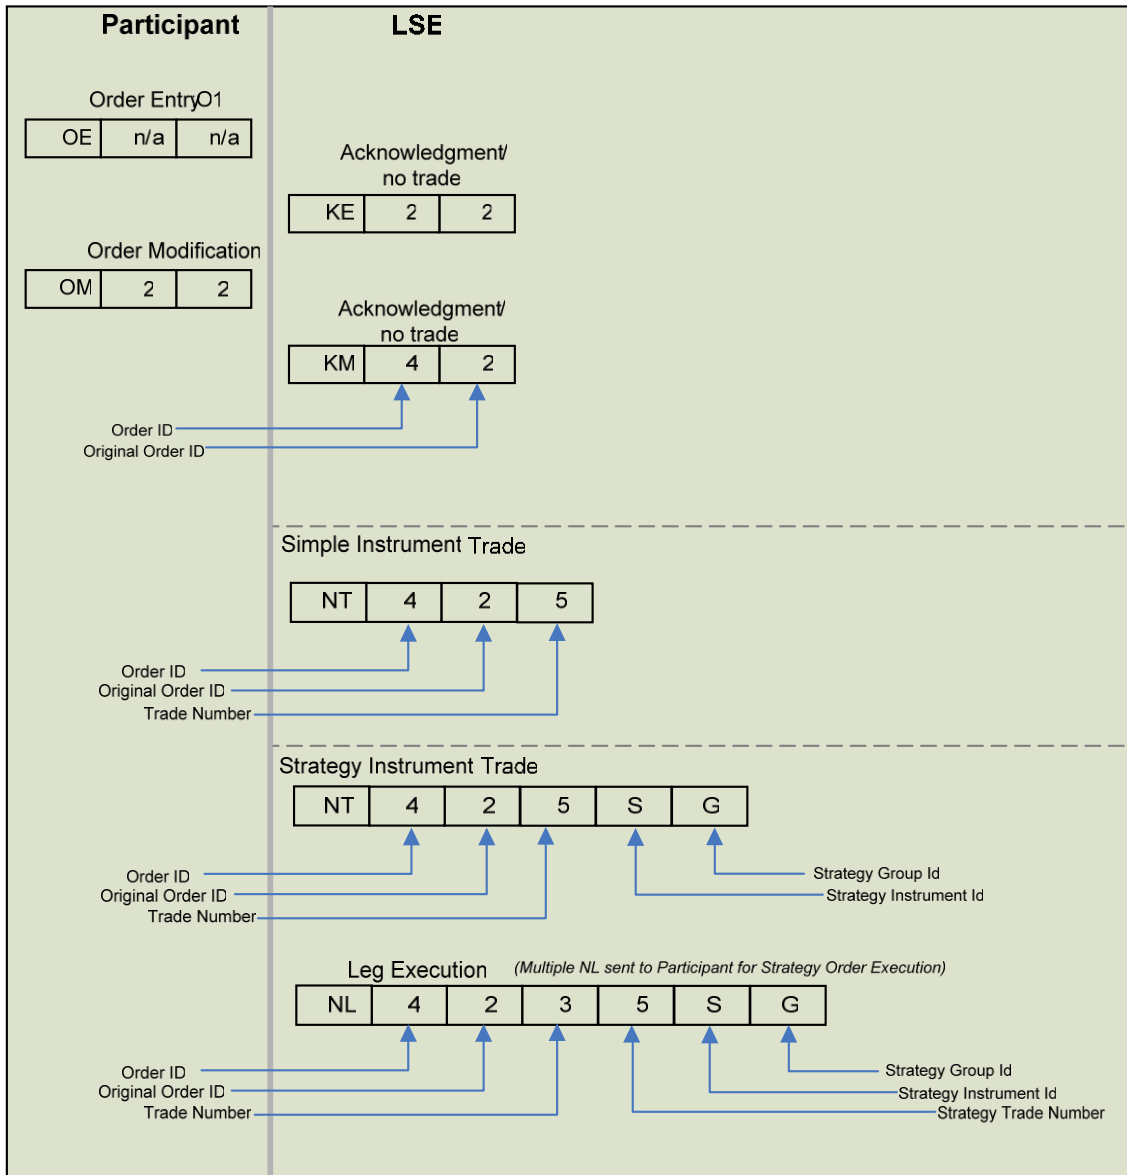 Participant LSE
Order EntryO1
OE n/a n/a
Acknowledgment/
no trade
KE 2 2
Order Modification
OM 2 2
Acknowledgment/
no trade
KM 4 2
Order ID
Original Order ID
Simple Instrument Trade
NT 4 2 5
Order ID
Original Order ID
Trade Number
Strategy Instrument Trade
NT 4 2 5 S G
Order ID Strategy Group Id
Original Order ID Strategy Instrument Id
Trade Number
Leg Execution (Multiple NL sent to Participant for Strategy Order Execution)
NL 4 2 3 5 S G
Order ID Strategy Group Id
Original Order ID Strategy Instrument Id
Trade Number Strategy Trade Number